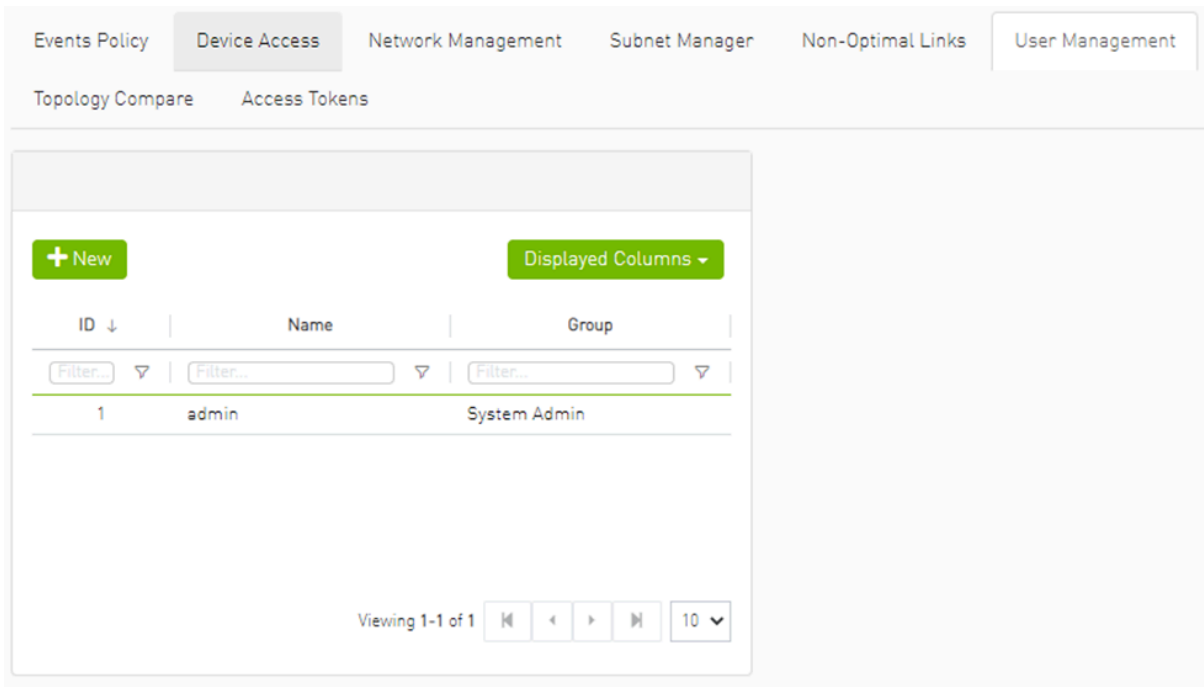 Events Policy Device Access Network Management Subnet Manager Non-Optimal Links User Management
Topology Compare Access Tokens
New Displayed Columns
ID Name Group
Filter... Filter... Filter...
1 admin System Admin
Viewing 1-1 of 1 10